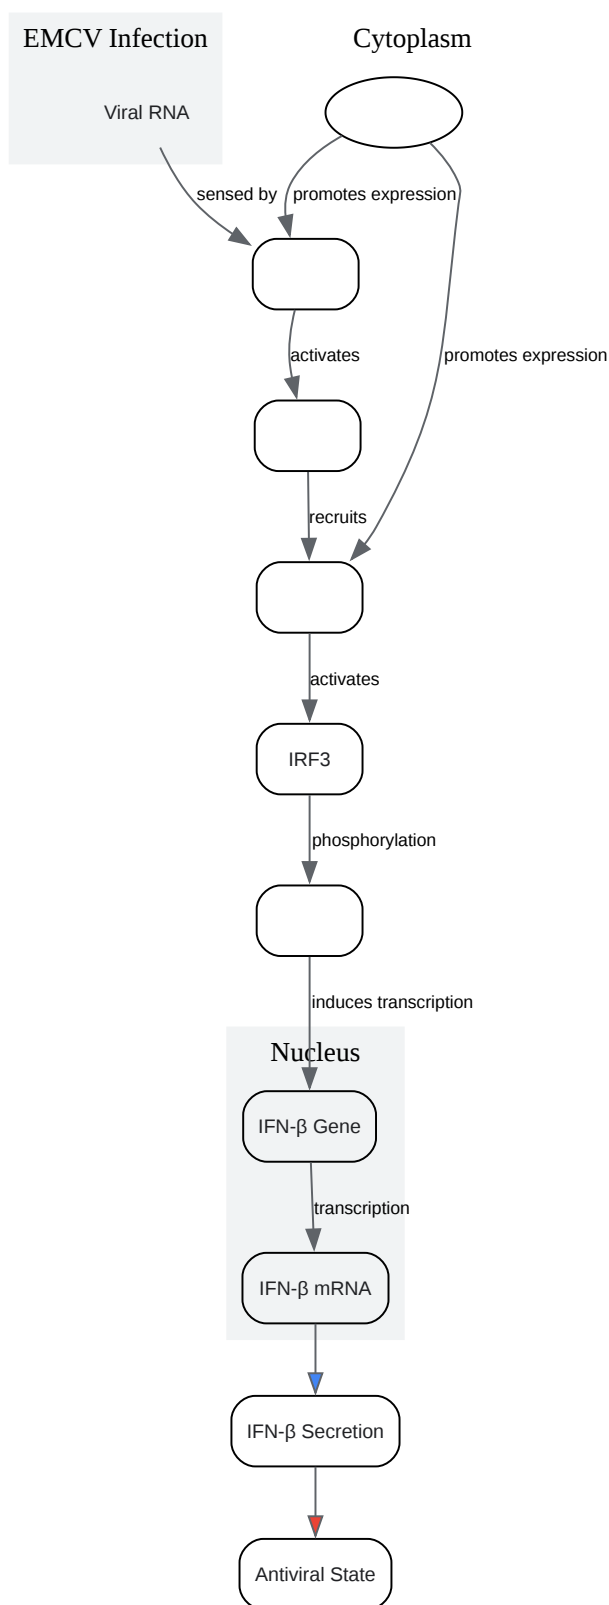 EMCV Infection
Cytoplasm
Viral RNA
sensed by
promotes expression
activates
promotes expression
recruits
activates
IRF3
phosphorylation
induces transcription
Nucleus
IFN-β Gene
transcription
IFN-β mRNA
IFN-β Secretion
Antiviral State